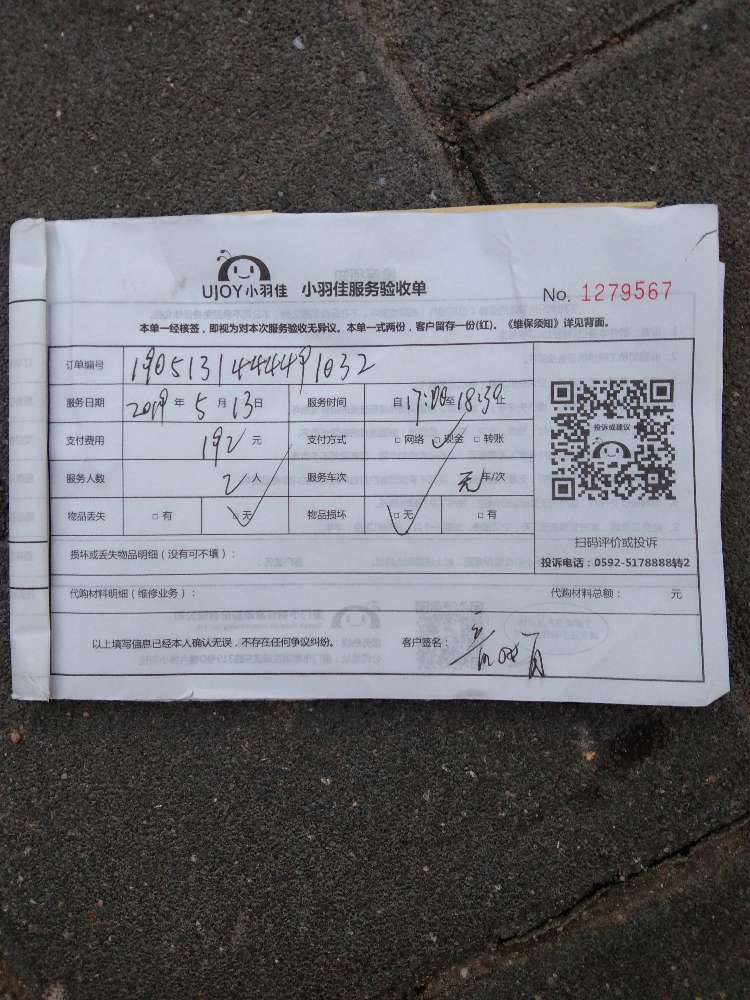 UJOY小羽佳 小羽佳服务验收单 No. 1279567
本单一经核签，即视为对本次服务验收无异议。本单一式两份，客户留存一份(红)。《维保须知》详见背面。
订单编号 1905131444491032
服务日期 2019 年 5 月 13 日 服务时间 自 17:00 至 18:30 止
支付费用 192 元 支付方式 □ 网络 □ 现金 □ 转账
投诉或建议
服务人数 2 人 服务车次 无 车/次
物品丢失 □ 有 □ 无 物品损坏 □ 无 □ 有
扫码评价或投诉
损坏或丢失物品明细（没有可不填）：
投诉电话：0592-5178888转2
代购材料明细（维修业务）： 代购材料总额： 元
以上填写信息已经本人确认无误，不存在任何争议纠纷。 客户签名：